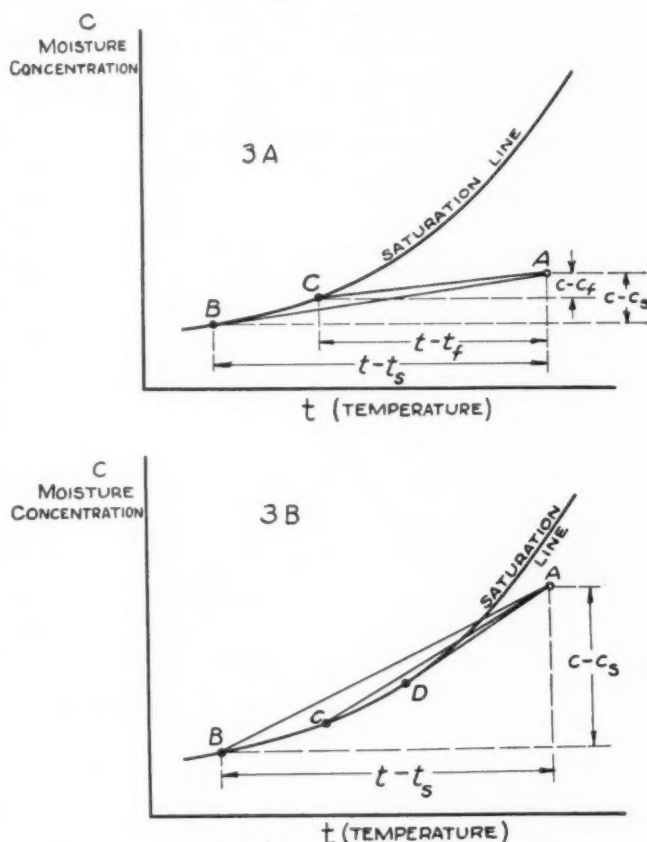 C
MOISTURE
CONCENTRATION
3A
SATURATION LINE
A
C
B
c-cf
c-cs
t-tf
t-ts
t (TEMPERATURE)
C
MOISTURE
CONCENTRATION
3B
SATURATION
LINE
A
D
C
B
c-cs
t-ts
t (TEMPERATURE)